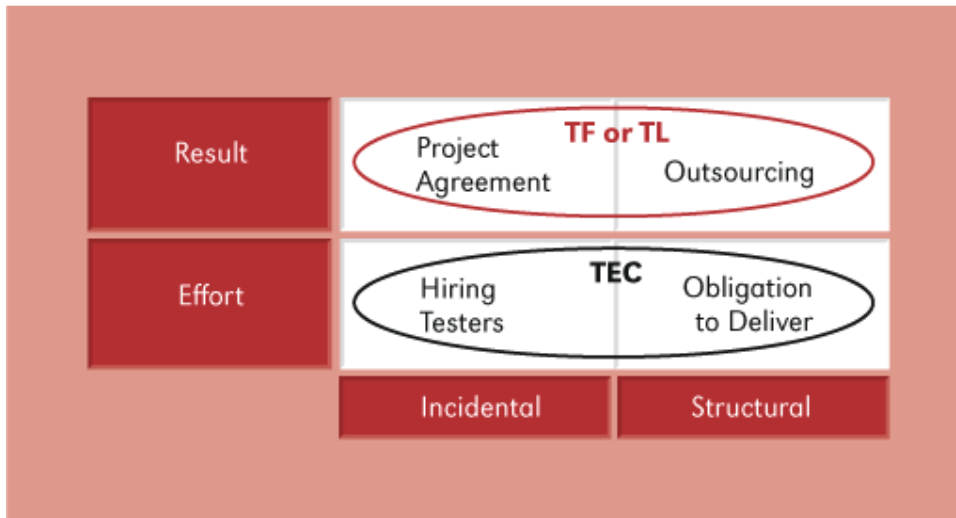 Result
Project
Agreement
TF or TL
Outsourcing
Effort
Hiring
Testers
TEC
Obligation
to Deliver
Incidental
Structural